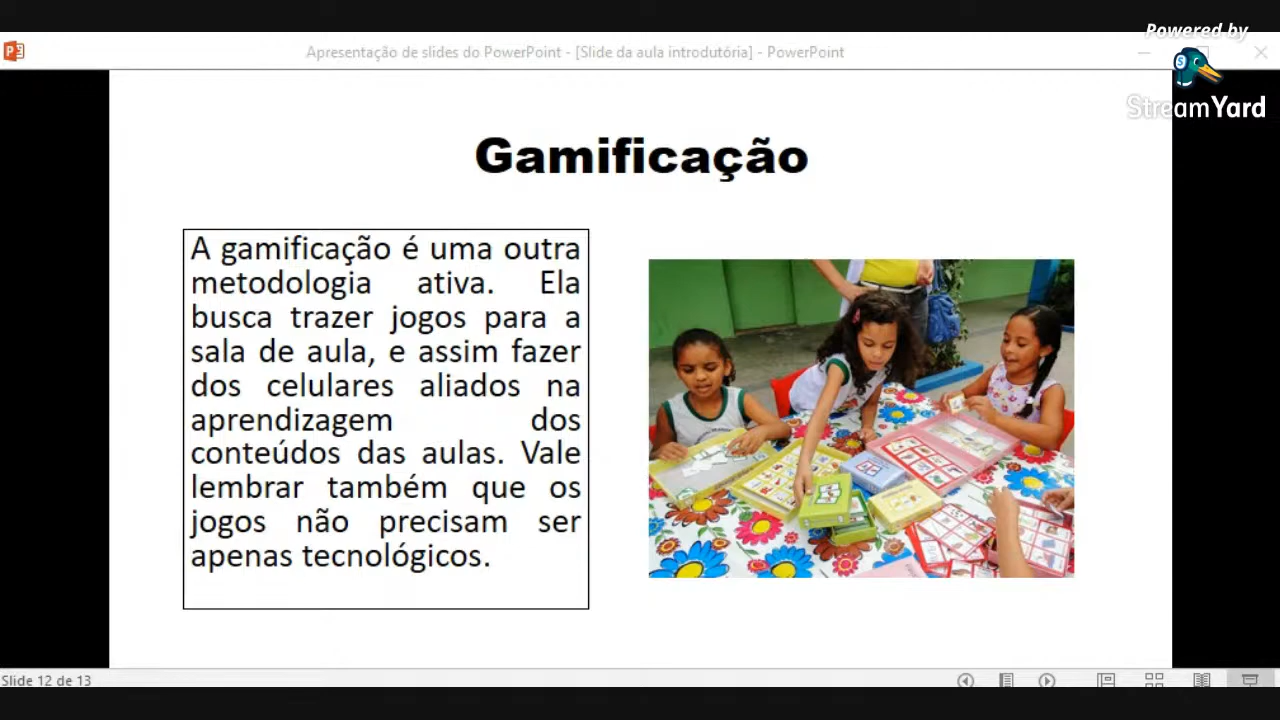 Powered by
Apresentação de slides do PowerPoint - [Slide da aula introdutória] - PowerPoint
StreamYard
Gamificação
A gamificação é uma outra
metodologia ativa. Ela
busca trazer jogos para a
sala de aula, e assim fazer
dos celulares aliados na
aprendizagem dos
conteúdos das aulas. Vale
lembrar também que os
jogos não precisam ser
apenas tecnológicos.
Slide 12 de 13